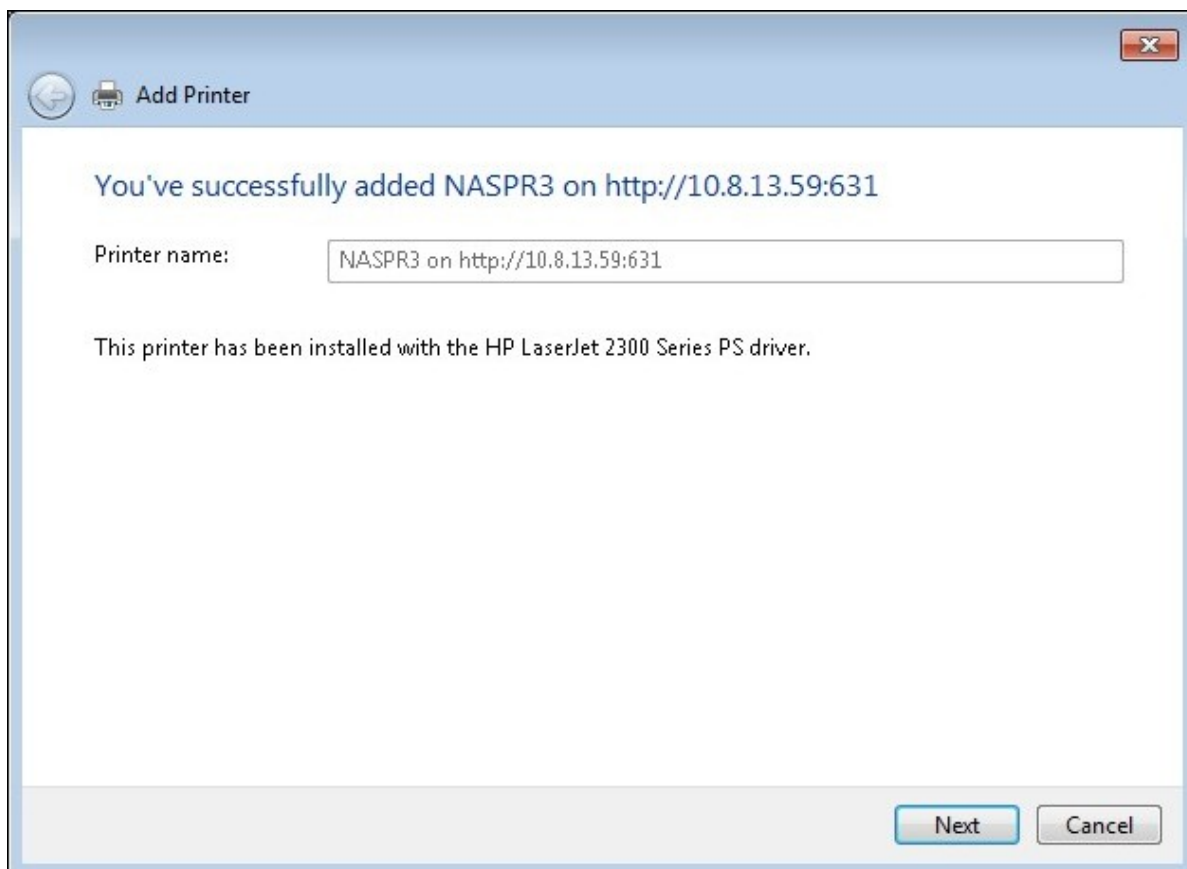 Add Printer
You've successfully added NASPR3 on http://10.8.13.59:631
Printer name:
NASPR3 on http://10.8.13.59:631
This printer has been installed with the HP LaserJet 2300 Series PS driver.
Next
Cancel